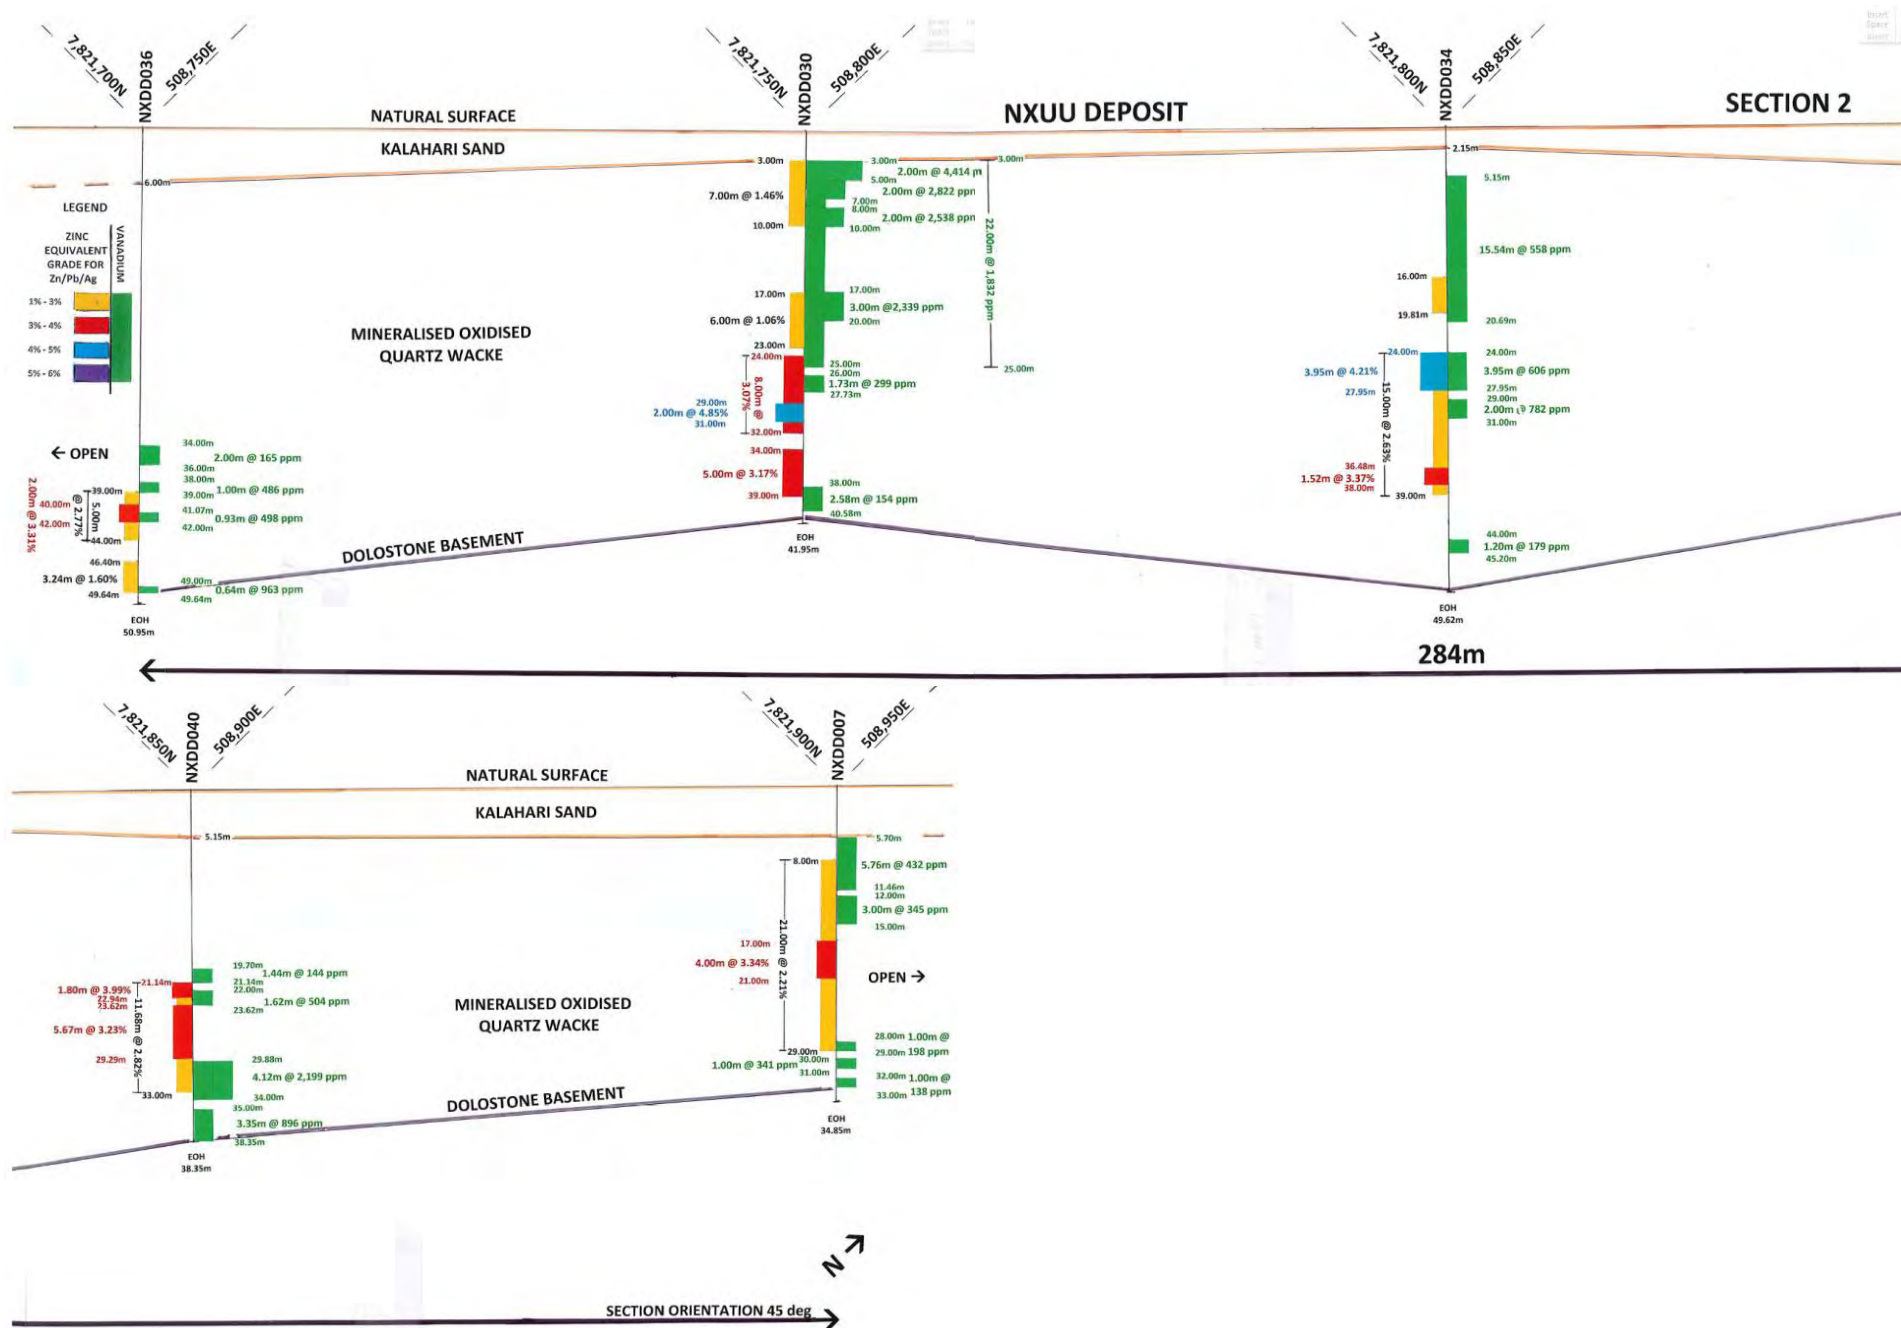 7,821,700N
NXDD036
508,750E
7,821,750N
NXDD030
508,800E
7,821,800N
NXDD034
508,850E
NXUU DEPOSIT
SECTION 2
NATURAL SURFACE
KALAHARI SAND
6.00m
LEGEND
ZINC
EQUIVALENT
GRADE FOR
Zn/Pb/Ag
VANADIUM
1% - 3%
3% - 4%
4% - 5%
5% - 6%
MINERALISED OXIDISED
QUARTZ WACKE
← OPEN
34.00m
2.00m @ 165 ppm
36.00m
38.00m
1.00m @ 486 ppm
39.00m
41.07m
0.93m @ 498 ppm
42.00m
49.00m
0.64m @ 963 ppm
49.64m
2.00m @ 3.31%
40.00m
42.00m
39.00m
5.00m
@ 2.77%
44.00m
46.40m
3.24m @ 1.60%
49.64m
EOH
50.95m
DOLOSTONE BASEMENT
3.00m
7.00m @ 1.46%
10.00m
17.00m
6.00m @ 1.06%
23.00m
24.00m
8.00m @
3.07%
29.00m
2.00m @ 4.85%
31.00m
32.00m
34.00m
5.00m @ 3.17%
39.00m
3.00m
2.00m @ 4,414 p
5.00m
2.00m @ 2,822 ppm
7.00m
8.00m
2.00m @ 2,538 ppm
10.00m
17.00m
3.00m @2,339 ppm
20.00m
25.00m
26.00m
1.73m @ 299 ppm
27.73m
38.00m
2.58m @ 154 ppm
40.58m
EOH
41.95m
3.00m
22.00m @ 1,832 ppm
25.00m
2.15m
5.15m
15.54m @ 558 ppm
20.69m
16.00m
19.81m
24.00m
3.95m @ 4.21%
27.95m
15.00m @ 2.63%
36.48m
1.52m @ 3.37%
38.00m
39.00m
24.00m
3.95m @ 606 ppm
27.95m
29.00m
2.00m @ 782 ppm
31.00m
44.00m
1.20m @ 179 ppm
45.20m
EOH
49.62m
284m
7,821,850N
NXDD040
508,900E
7,821,900N
NXDD007
508,950E
NATURAL SURFACE
KALAHARI SAND
5.15m
19.70m
1.44m @ 144 ppm
21.14m
22.00m
1.62m @ 504 ppm
23.62m
21.14m
1.80m @ 3.99%
22.94m
23.62m
5.67m @ 3.23%
29.29m
11.68m @ 2.82%
33.00m
29.88m
4.12m @ 2,199 ppm
34.00m
35.00m
3.35m @ 896 ppm
38.35m
EOH
38.35m
MINERALISED OXIDISED
QUARTZ WACKE
DOLOSTONE BASEMENT
5.70m
5.76m @ 432 ppm
11.46m
12.00m
3.00m @ 345 ppm
15.00m
8.00m
21.00m @ 2.21%
17.00m
4.00m @ 3.34%
21.00m
29.00m
OPEN →
28.00m 1.00m @
29.00m 198 ppm
30.00m
1.00m @ 341 ppm
31.00m
32.00m 1.00m @
33.00m 138 ppm
EOH
34.85m
N
SECTION ORIENTATION 45 deg